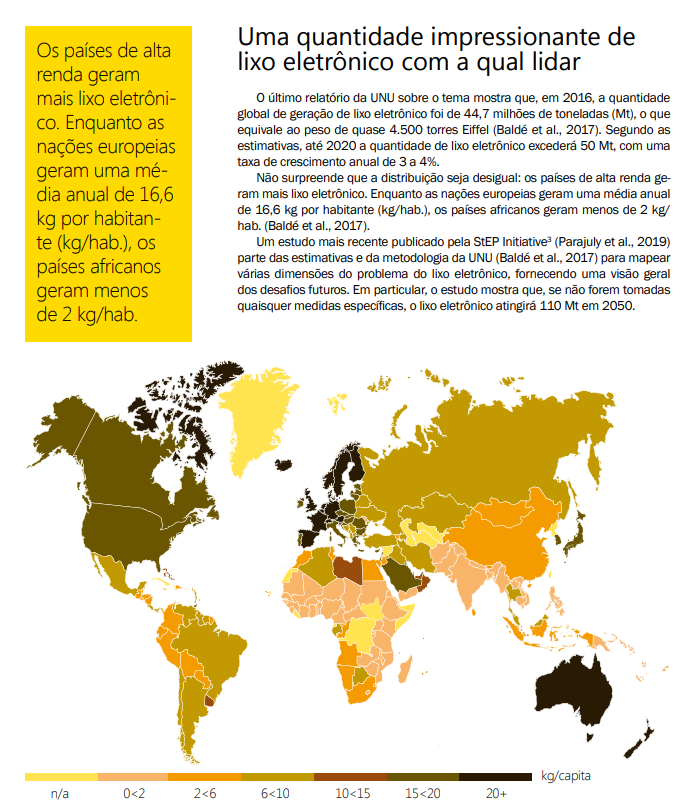 Os países de alta
renda geram
mais lixo eletrôni-
co. Enquanto as
nações europeias
geram uma mé-
dia anual de 16,6
kg por habitan-
te (kg/hab.), os
países africanos
geram menos
de 2 kg/hab.
Uma quantidade impressionante de
lixo eletrônico com a qual lidar
O último relatório da UNU sobre o tema mostra que, em 2016, a quantidade
global de geração de lixo eletrônico foi de 44,7 milhões de toneladas (Mt), o que
equivale ao peso de quase 4.500 torres Eiffel (Baldé et al., 2017). Segundo as
estimativas, até 2020 a quantidade de lixo eletrônico excederá 50 Mt, com uma
taxa de crescimento anual de 3 a 4%.
Não surpreende que a distribuição seja desigual: os países de alta renda ge-
ram mais lixo eletrônico. Enquanto as nações europeias geram uma média anual
de 16,6 kg por habitante (kg/hab.), os países africanos geram menos de 2 kg/
hab. (Baldé et al., 2017).
Um estudo mais recente publicado pela StEP Initiative³ (Parajuly et al., 2019)
parte das estimativas e da metodologia da UNU (Baldé et al., 2017) para mapear
várias dimensões do problema do lixo eletrônico, fornecendo uma visão geral
dos desafios futuros. Em particular, o estudo mostra que, se não forem tomadas
quaisquer medidas específicas, o lixo eletrônico atingirá 110 Mt em 2050.
kg/capita
n/a 0<2 2<6 6<10 10<15 15<20 20+